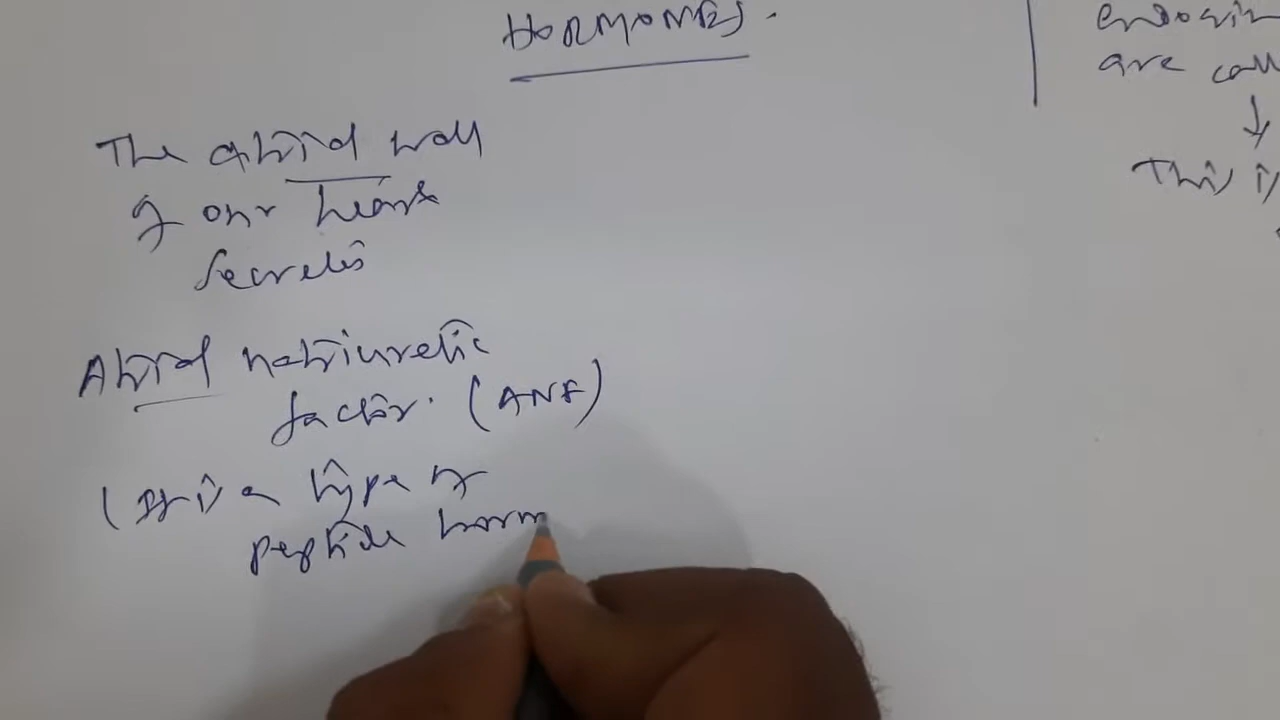 HORMONES.
The atrial wall
of our heart
secretes
Atrial natriuretic
factor. (ANF)
(It is a type of
peptide horm
endocrin
are call
↓
This is